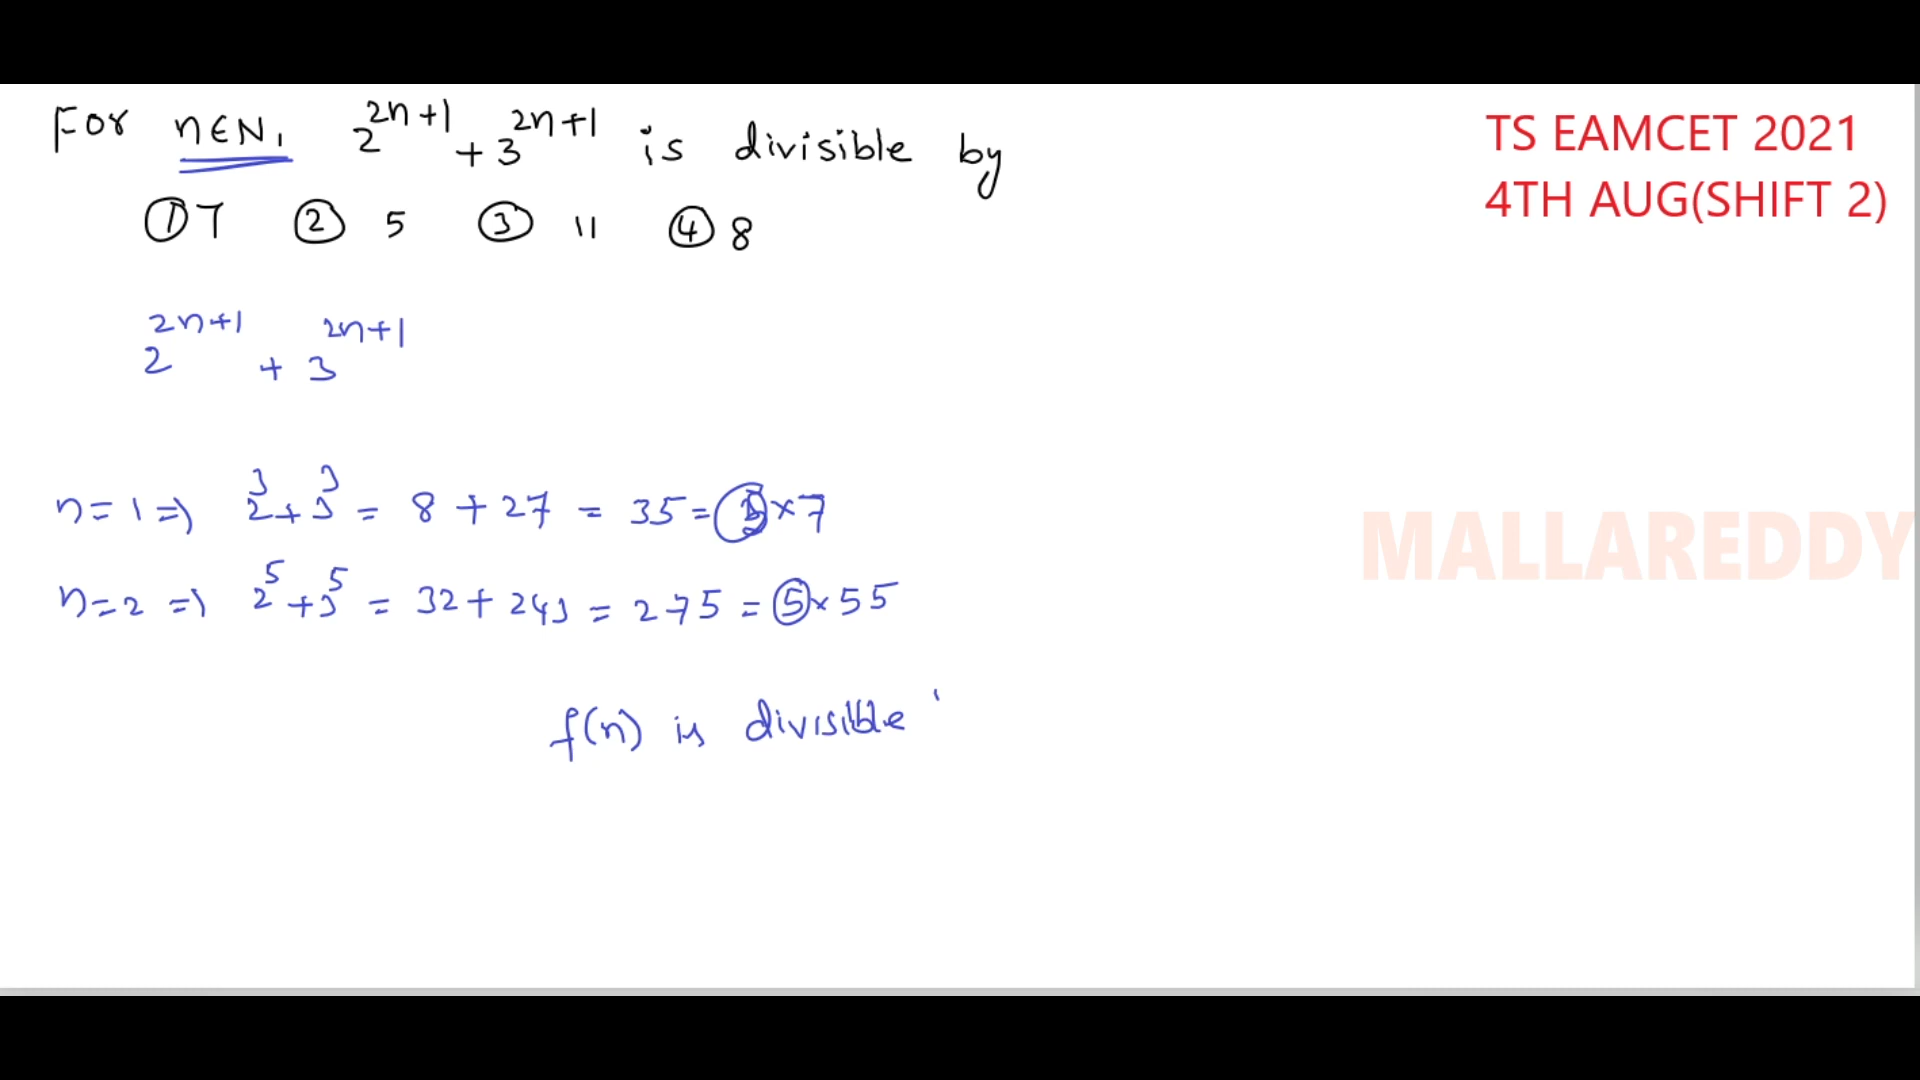 For n∈N, 2^{2n+1} + 3^{2n+1} is divisible by
① 7 ② 5 ③ 11 ④ 8
TS EAMCET 2021
4TH AUG(SHIFT 2)
2^{2n+1} + 3^{2n+1}
n=1 ⇒ 2^3 + 3^3 = 8 + 27 = 35 = 5×7
n=2 ⇒ 2^5 + 3^5 = 32 + 243 = 275 = 5×55
MALLAREDDY
f(n) is divisible